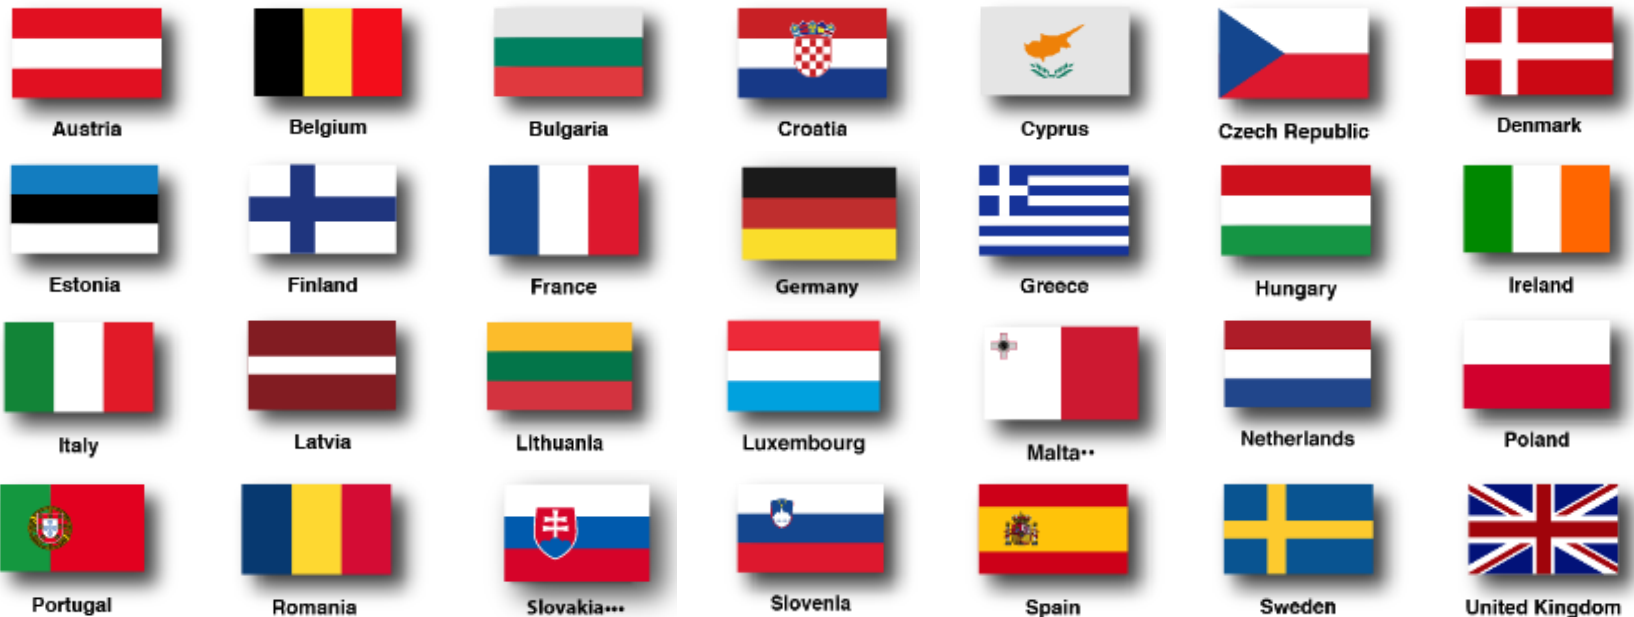 Austria
Belgium
Bulgaria
Croatia
Cyprus
Czech Republic
Denmark
Estonia
Finland
France
Germany
Greece
Hungary
Ireland
Italy
Latvia
Lithuania
Luxembourg
Malta••
Netherlands
Poland
Portugal
Romania
Slovakia•••
Slovenia
Spain
Sweden
United Kingdom